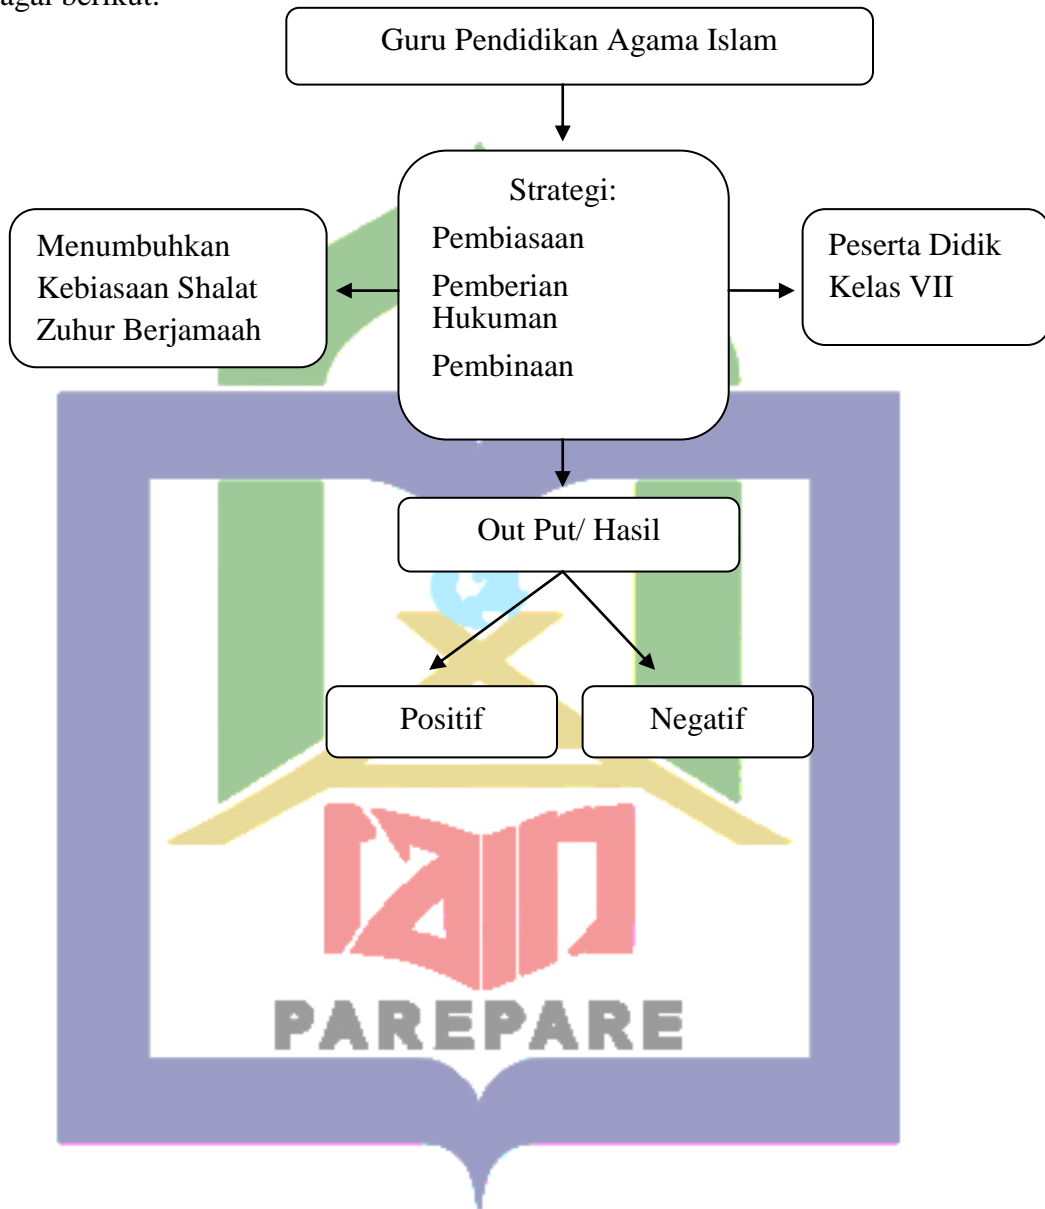 agai berikut:
Guru Pendidikan Agama Islam
Strategi:
Pembiasaan
Pemberian
Hukuman
Pembinaan
Menumbuhkan
Kebiasaan Shalat
Zuhur Berjamaah
Peserta Didik
Kelas VII
Out Put/ Hasil
Positif
Negatif
iain
PAREPARE